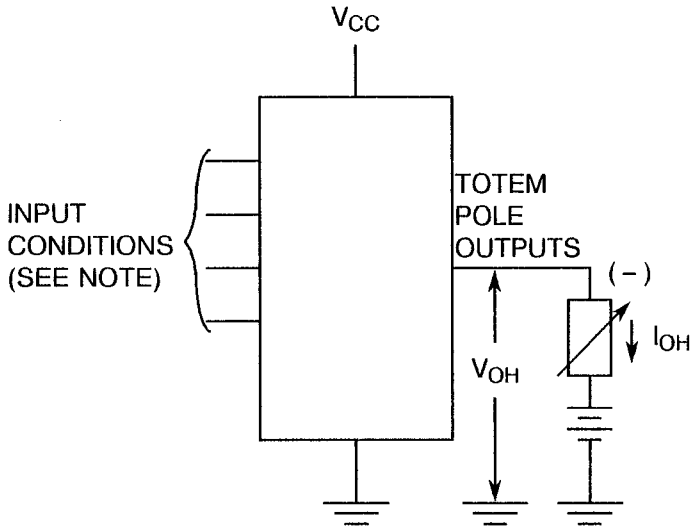 VCC
INPUT
CONDITIONS
(SEE NOTE)
TOTEM
POLE
OUTPUTS
(−)
IOH
VOH